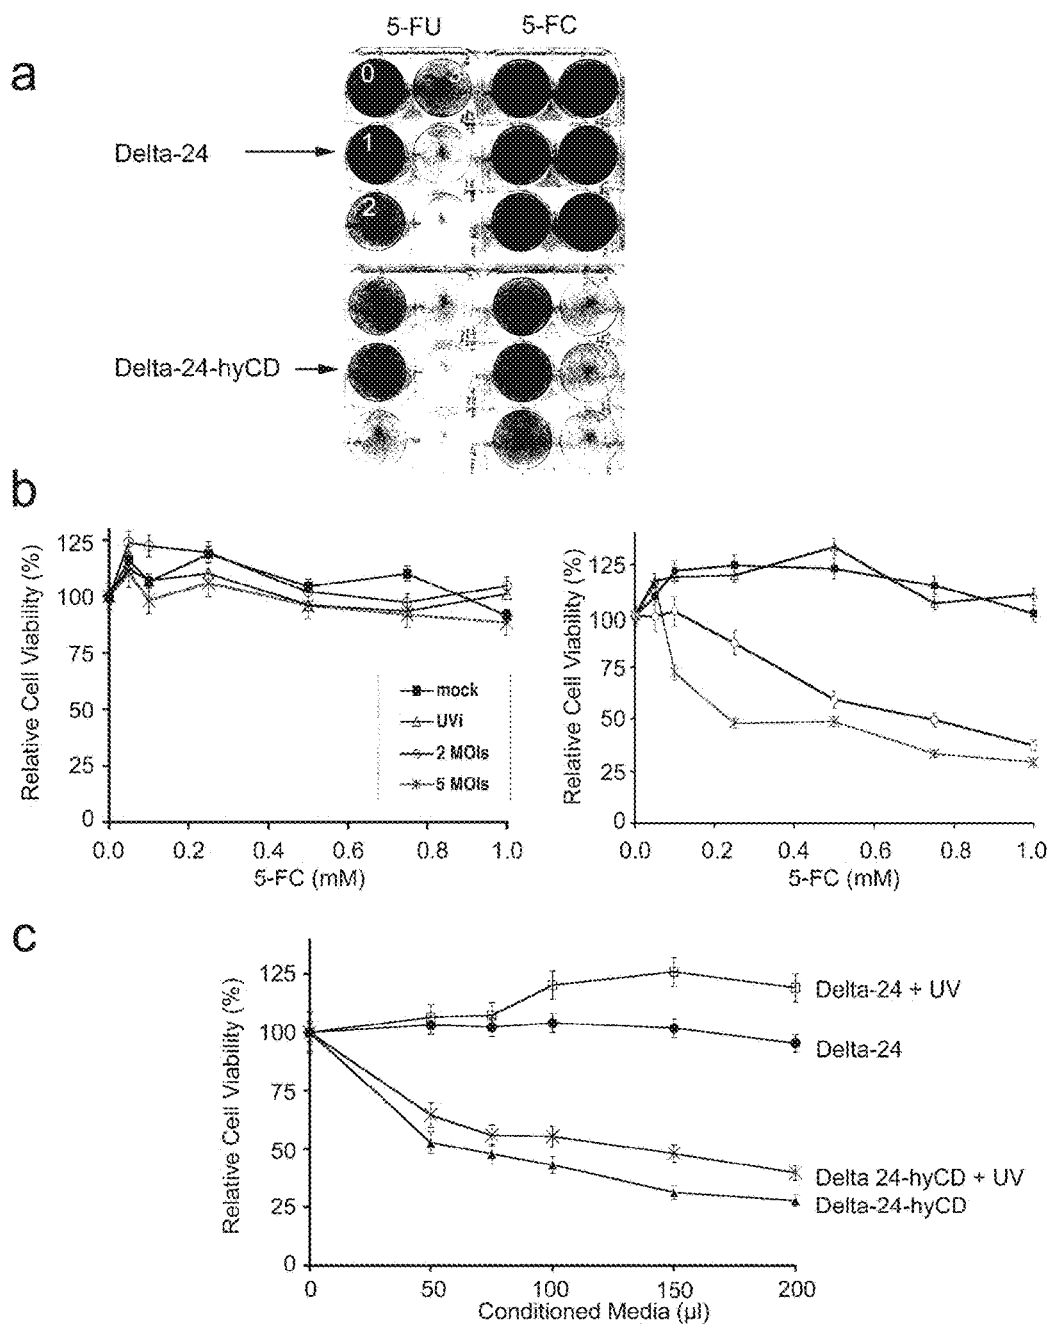 5-FU 5-FC
a
0
Delta-24
1
2
Delta-24-hyCD
b
Relative Cell Viability (%)
125
100
75
50
25
0
mock
UVi
2 MOIs
5 MOIs
0.0 0.2 0.4 0.6 0.8 1.0
5-FC (mM)
Relative Cell Viability (%)
125
100
75
50
25
0
0.0 0.2 0.4 0.6 0.8 1.0
5-FC (mM)
c
Relative Cell Viability (%)
125
100
75
50
25
0
Delta-24 + UV
Delta-24
Delta 24-hyCD + UV
Delta-24-hyCD
0 50 100 150 200
Conditioned Media (µl)